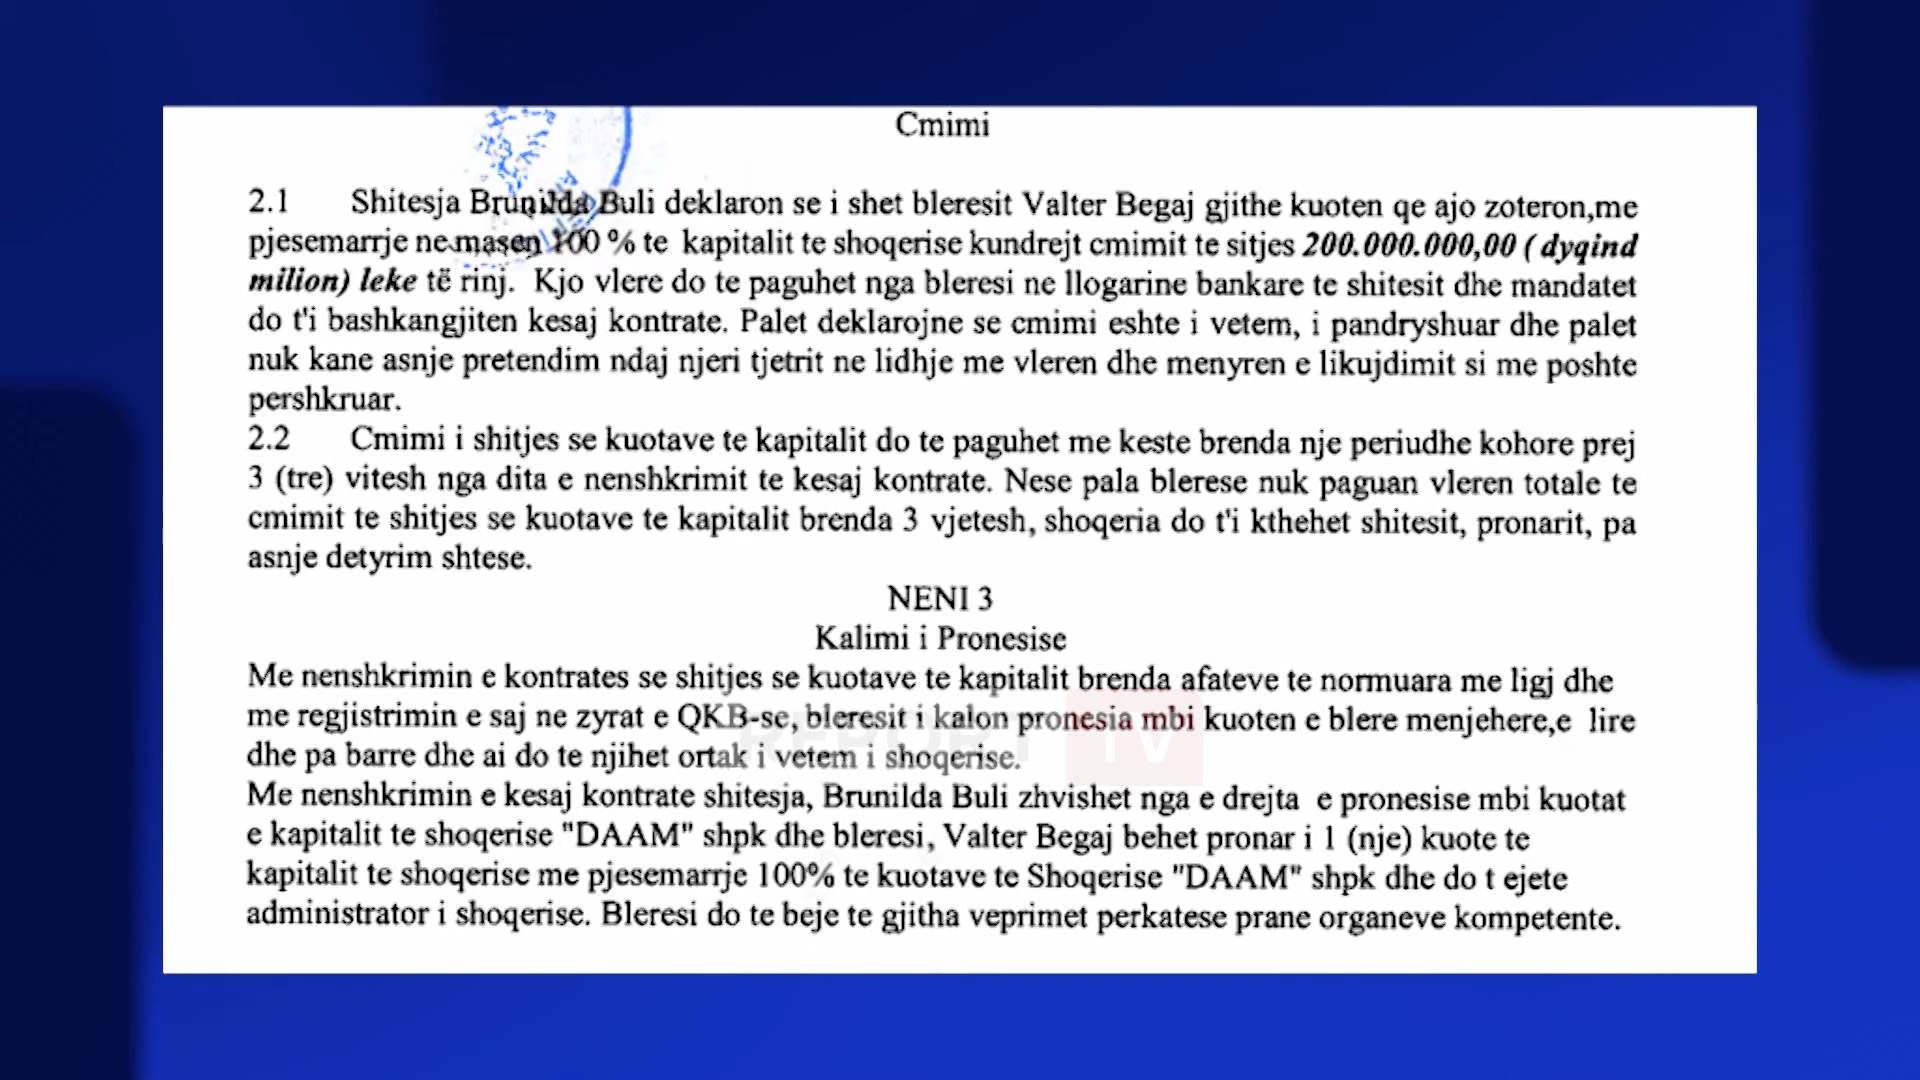 Cmimi
2.1 Shitesja Brunilda Buli deklaron se i shet bleresit Valter Begaj gjithe kuoten qe ajo zoteron,me
pjesemarrje ne masen 100 % te kapitalit te shoqerise kundrejt cmimit te sitjes 200.000.000,00 ( dyqind
milion) leke të rinj. Kjo vlere do te paguhet nga bleresi ne llogarine bankare te shitesit dhe mandatet
do t'i bashkangjiten kesaj kontrate. Palet deklarojne se cmimi eshte i vetem, i pandryshuar dhe palet
nuk kane asnje pretendim ndaj njeri tjetrit ne lidhje me vleren dhe menyren e likujdimit si me poshte
pershkruar.
2.2 Cmimi i shitjes se kuotave te kapitalit do te paguhet me keste brenda nje periudhe kohore prej
3 (tre) vitesh nga dita e nenshkrimit te kesaj kontrate. Nese pala blerese nuk paguan vleren totale te
cmimit te shitjes se kuotave te kapitalit brenda 3 vjetesh, shoqeria do t'i kthehet shitesit, pronarit, pa
asnje detyrim shtese.
NENI 3
Kalimi i Pronesise
Me nenshkrimin e kontrates se shitjes se kuotave te kapitalit brenda afateve te normuara me ligj dhe
me regjistrimin e saj ne zyrat e QKB-se, bleresit i kalon pronesia mbi kuoten e blere menjehere,e lire
dhe pa barre dhe ai do te njihet ortak i vetem i shoqerise.
REPORT TV
Me nenshkrimin e kesaj kontrate shitesja, Brunilda Buli zhvishet nga e drejta e pronesise mbi kuotat
e kapitalit te shoqerise "DAAM" shpk dhe bleresi, Valter Begaj behet pronar i 1 (nje) kuote te
kapitalit te shoqerise me pjesemarrje 100% te kuotave te Shoqerise "DAAM" shpk dhe do t ejete
administrator i shoqerise. Bleresi do te beje te gjitha veprimet perkatese prane organeve kompetente.